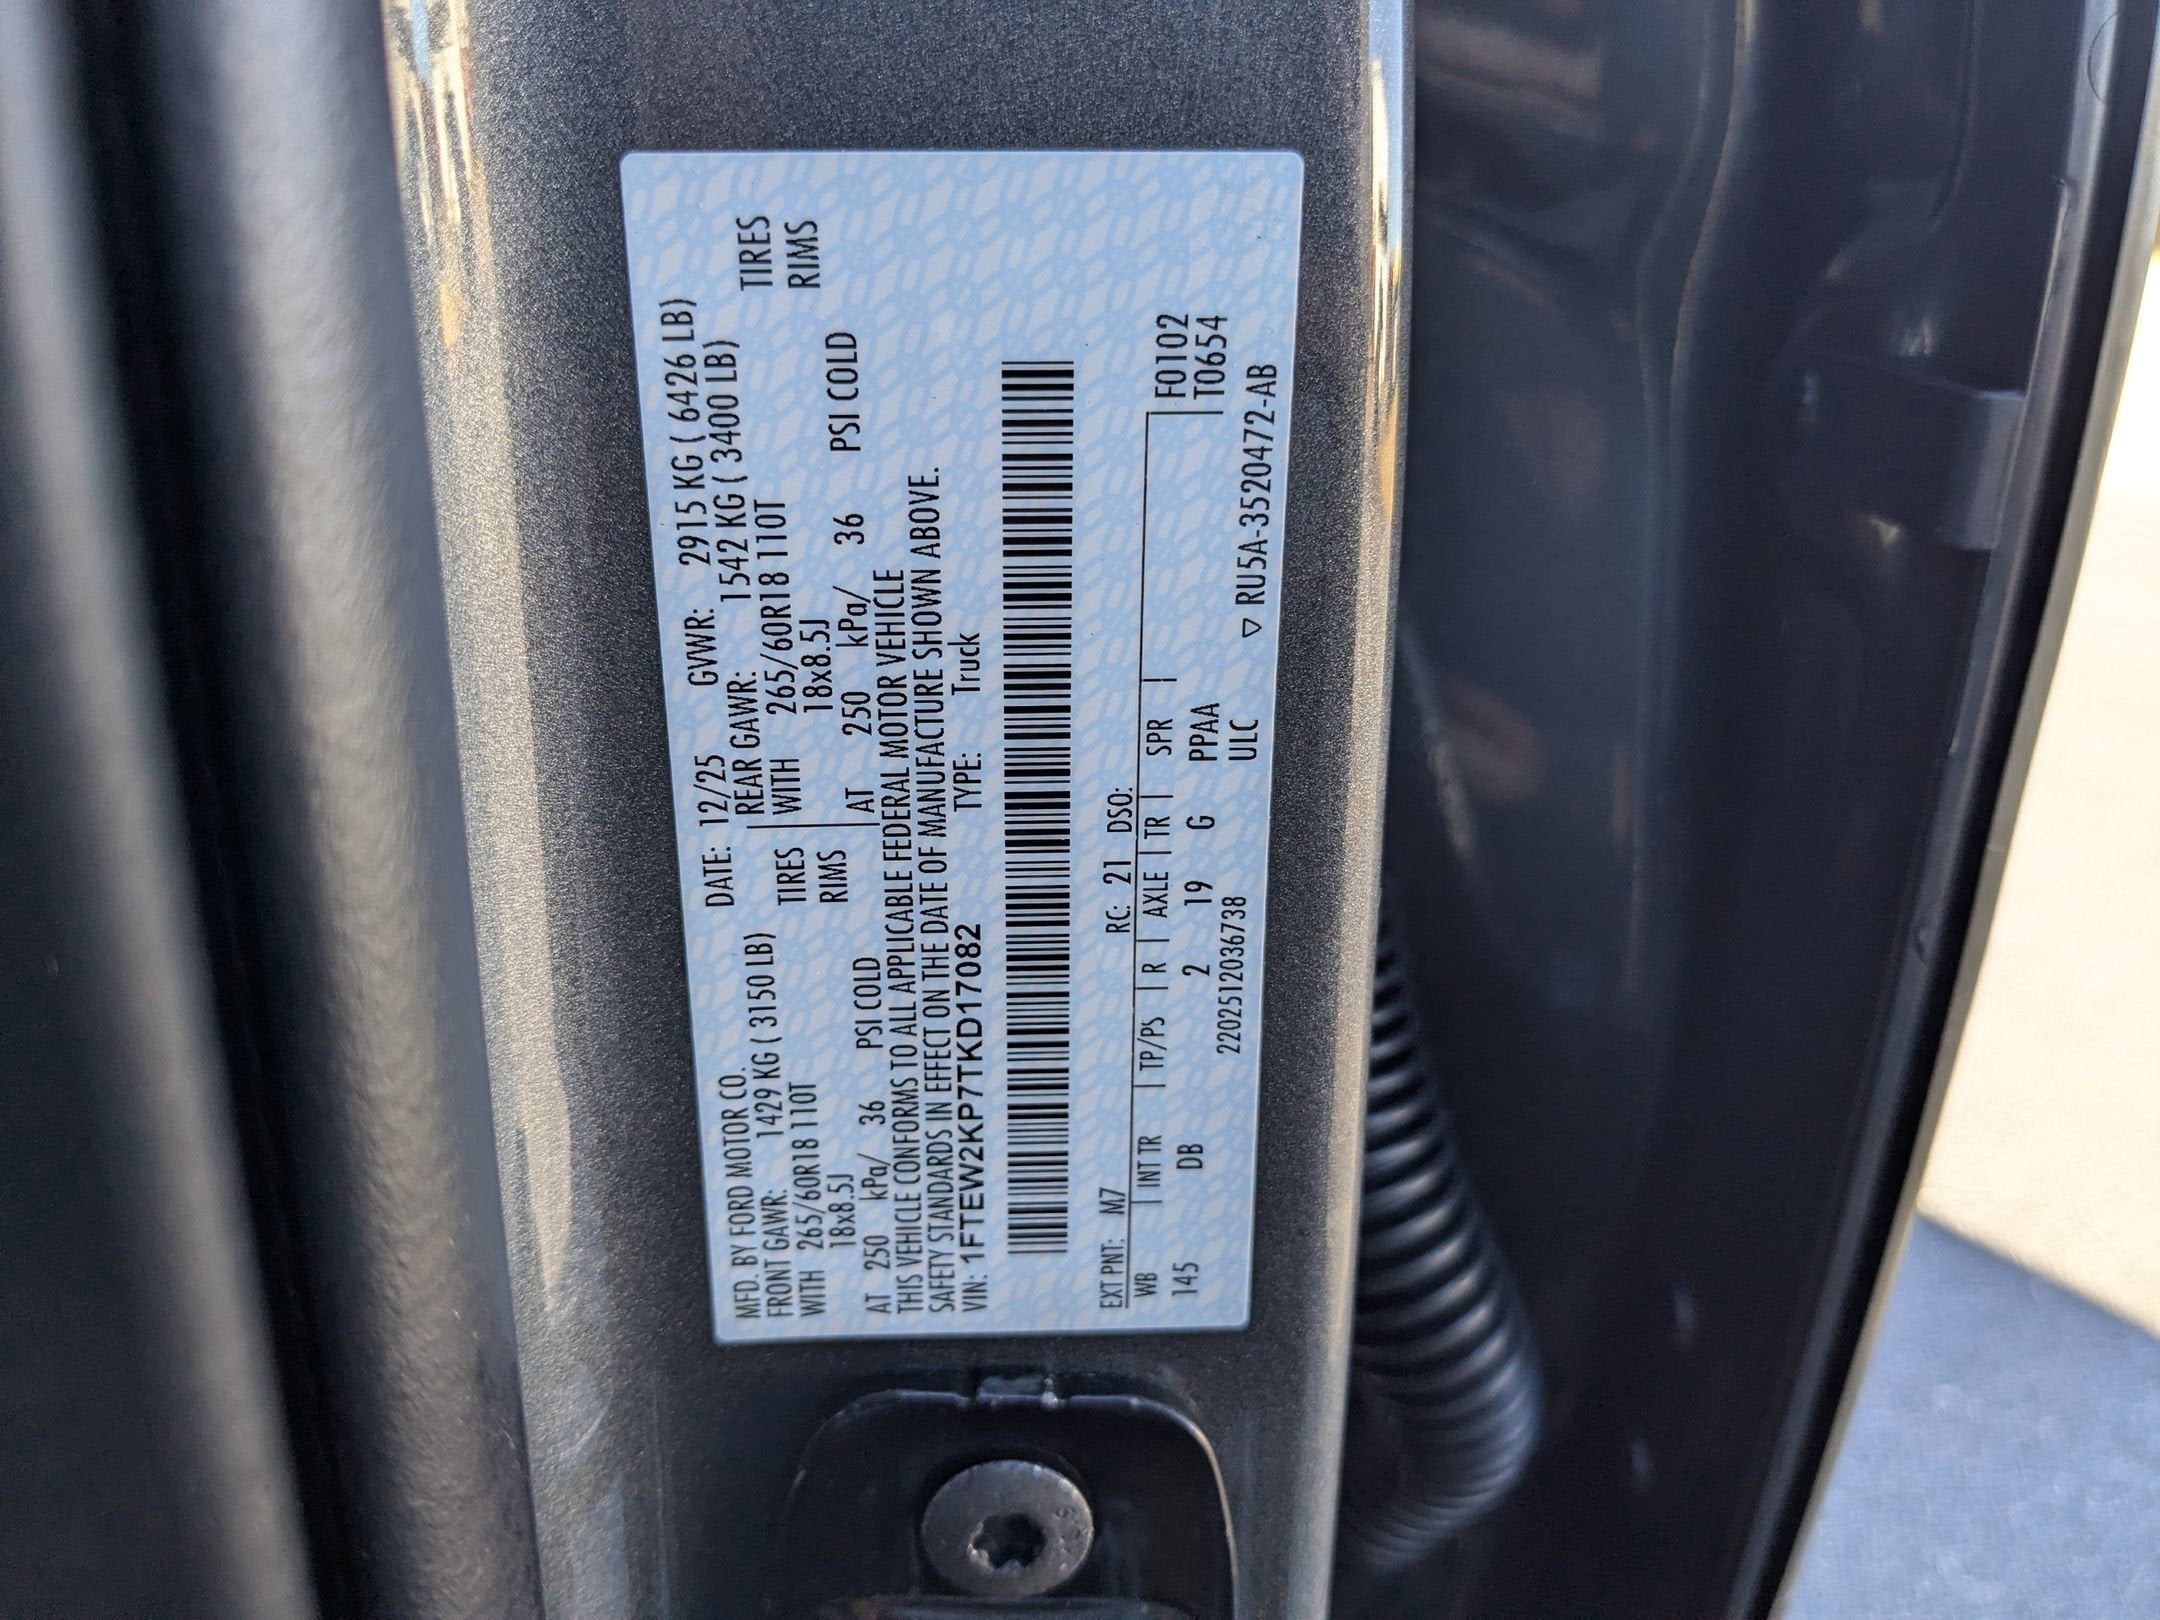 MFD. BY FORD MOTOR CO. DATE: 12/25 GVWR: 2915 KG ( 6426 LB)
FRONT GAWR: 1429 KG ( 3150 LB) REAR GAWR: 1542 KG ( 3400 LB)
WITH 265/60R18 110T TIRES WITH 265/60R18 110T TIRES
18x8.5J RIMS 18x8.5J RIMS
AT 250 kPa/ 36 PSI COLD AT 250 kPa/ 36 PSI COLD
THIS VEHICLE CONFORMS TO ALL APPLICABLE FEDERAL MOTOR VEHICLE
SAFETY STANDARDS IN EFFECT ON THE DATE OF MANUFACTURE SHOWN ABOVE.
VIN: 1FTEW2KP7TKD17082 TYPE: Truck
EXT PNT: M7 RC: 21 DSO:
WB INT TR TP/PS R AXLE TR SPR F0102
145 DB 2 19 G PPAA T0654
2202512036738 ULC ▽ RU5A-3520472-AB